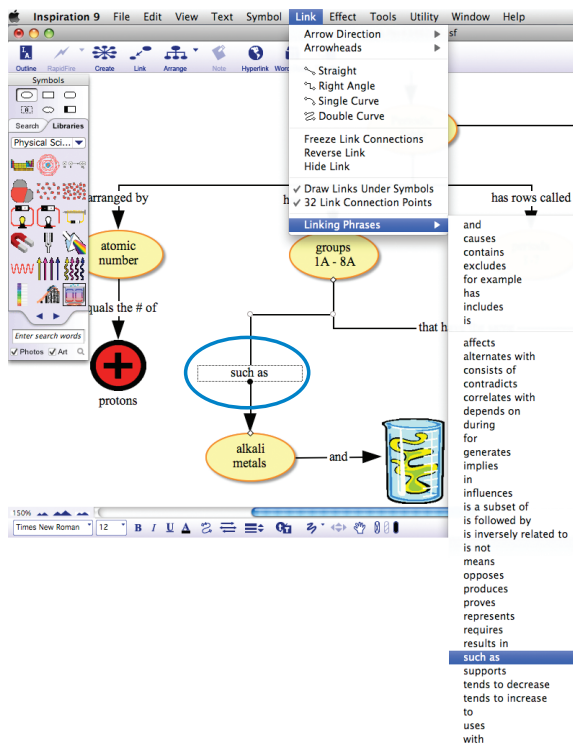 Inspiration 9 File Edit View Text Symbol Link Effect Tools Utility Window Help
sf
Outline RapidFire Create Link Arrange Note Hyperlink
Symbols
Search Libraries
Physical Sci...
Enter search words
Photos Art
Arrow Direction
Arrowheads
Straight
Right Angle
Single Curve
Double Curve
Freeze Link Connections
Reverse Link
Hide Link
✓ Draw Links Under Symbols
✓ 32 Link Connection Points
Linking Phrases
and
causes
contains
excludes
for example
has
includes
is
affects
alternates with
consists of
contradicts
correlates with
depends on
during
for
generates
implies
in
influences
is a subset of
is followed by
is inversely related to
is not
means
opposes
produces
proves
represents
requires
results in
such as
supports
tends to decrease
tends to increase
to
uses
with
arranged by
has rows called
atomic
number
groups
1A - 8A
quals the # of
that h
protons
such as
alkali
metals
and
150%
Times New Roman 12 B I U A